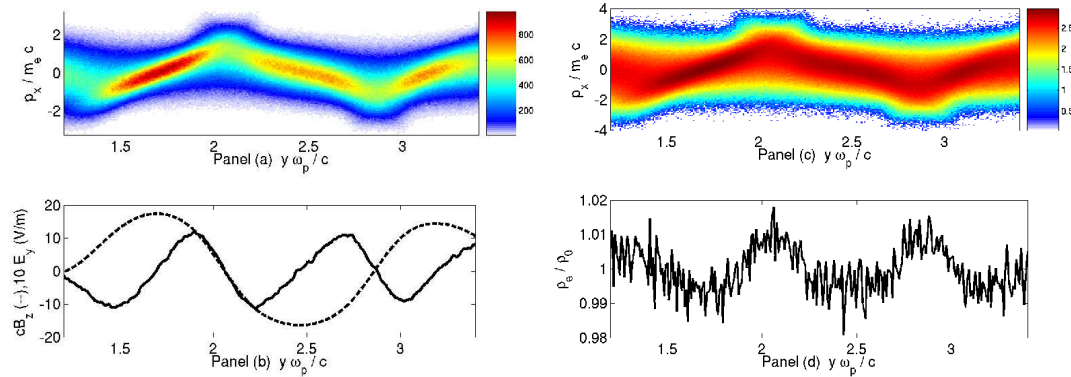 4
2
0
-2
p_x / m_e c
1.5 2 2.5 3
Panel (a) y ω_p / c
800
600
400
200
4
2
0
-2
-4
p_x / m_e c
1.5 2 2.5 3
Panel (c) y ω_p / c
2.5
2
1.5
1
0.5
20
10
0
-10
-20
cB_z (--),10 E_y (V/m)
1.5 2 2.5 3
Panel (b) y ω_p / c
1.02
1.01
1
0.99
0.98
ρ_e / ρ_0
1.5 2 2.5 3
Panel (d) y ω_p / c